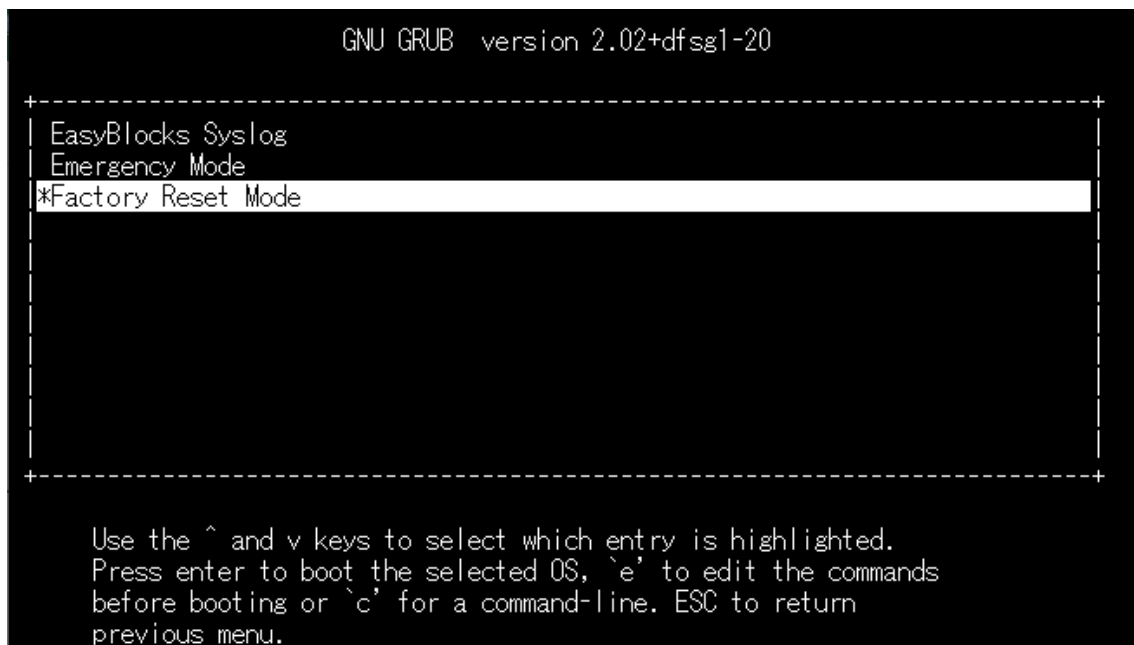 GNU GRUB version 2.02+dfsg1-20
EasyBlocks Syslog
Emergency Mode
*Factory Reset Mode
Use the ^ and v keys to select which entry is highlighted.
Press enter to boot the selected OS, `e' to edit the commands
before booting or `c' for a command-line. ESC to return
previous menu.